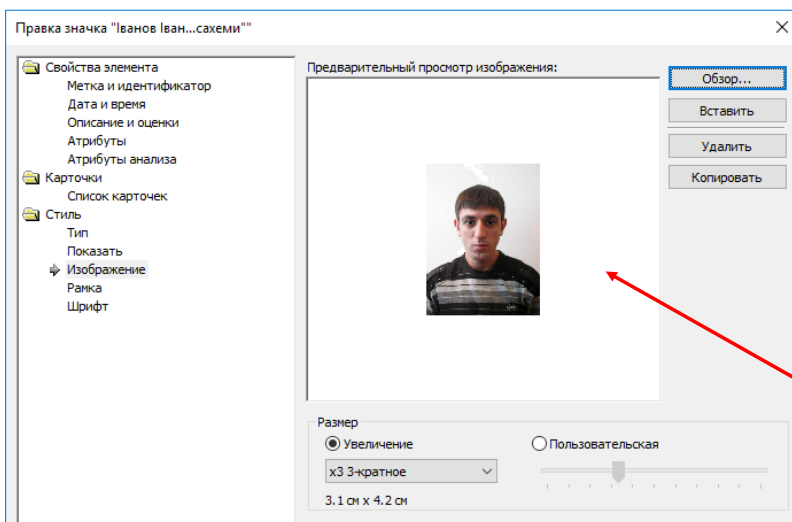 Правка значка "Іванов Іван...сахеми""
Свойства элемента
Метка и идентификатор
Дата и время
Описание и оценки
Атрибуты
Атрибуты анализа
Карточки
Список карточек
Стиль
Тип
Показать
Изображение
Рамка
Шрифт
Предварительный просмотр изображения:
Обзор...
Вставить
Удалить
Копировать
Размер
Увеличение
Пользовательская
x3 3-кратное
3.1 см x 4.2 см